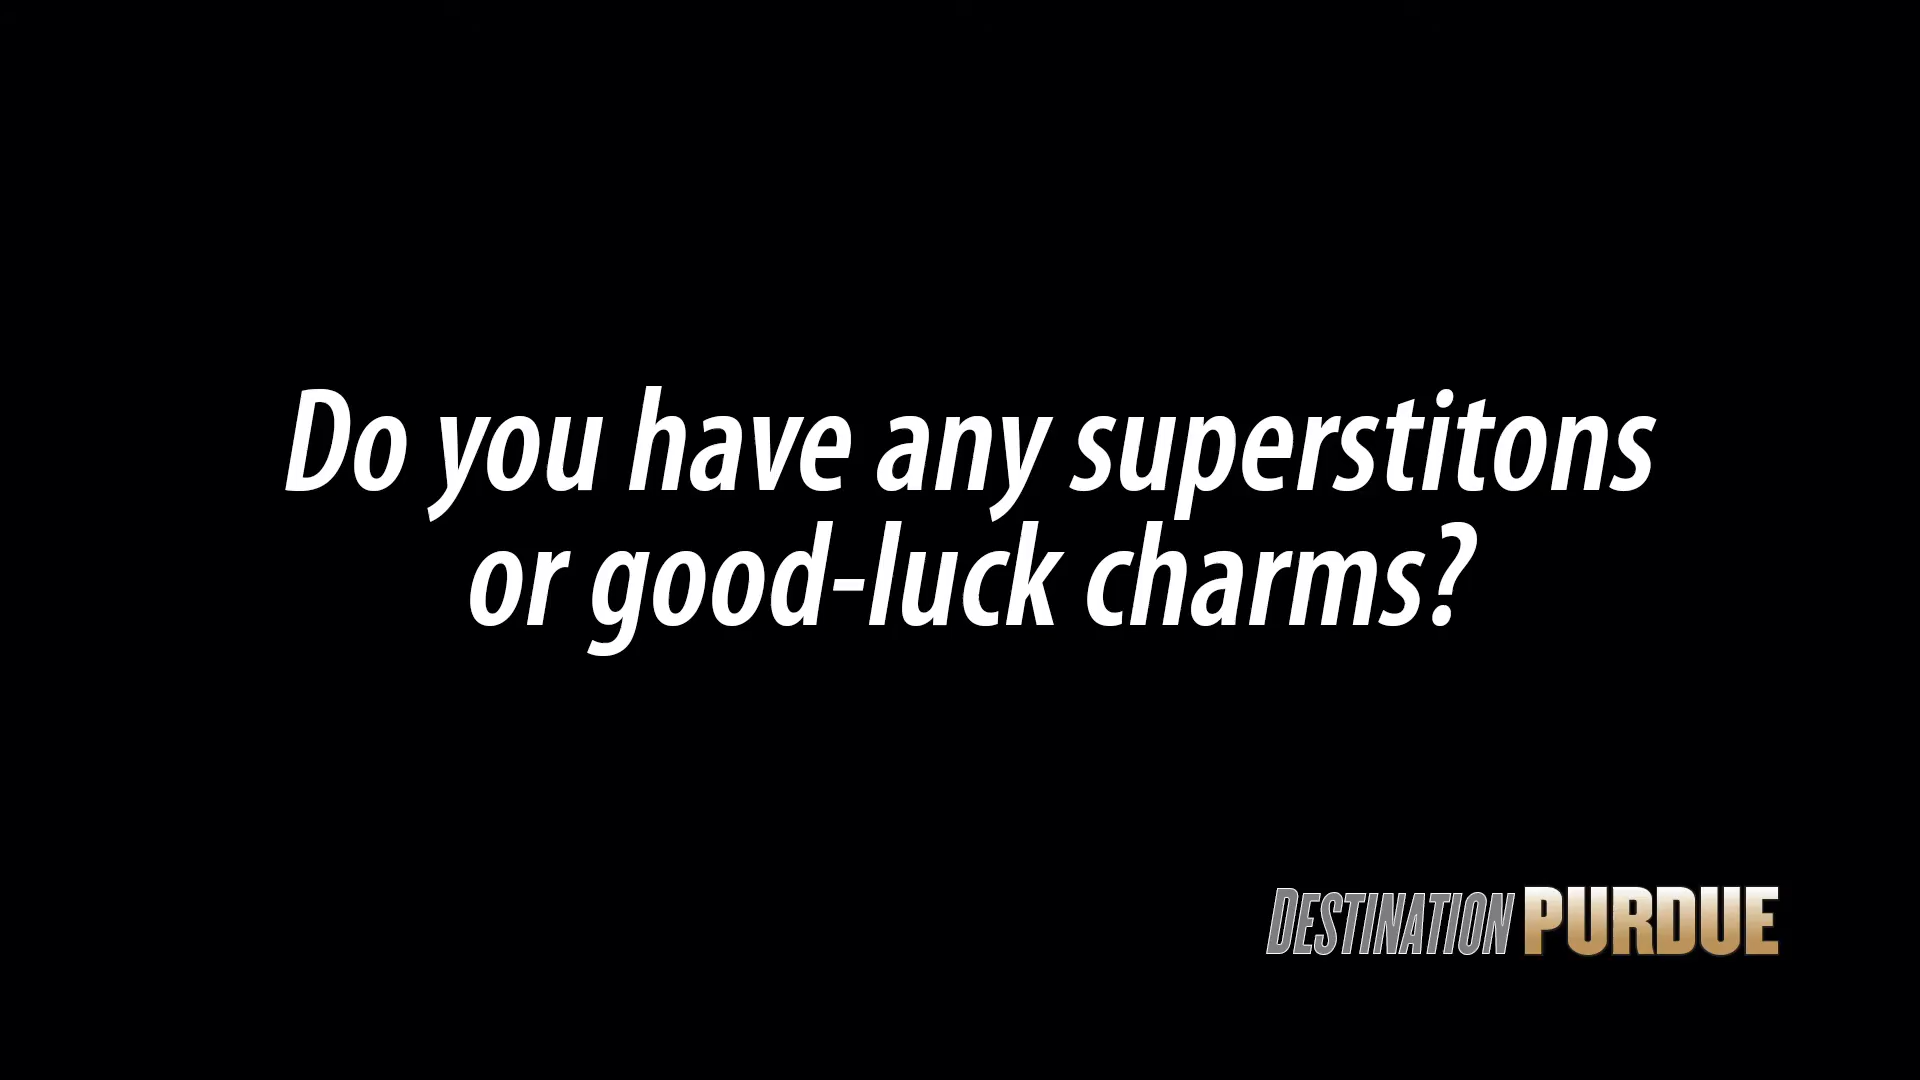 Do you have any superstitons
or good-luck charms?
DESTINATION PURDUE